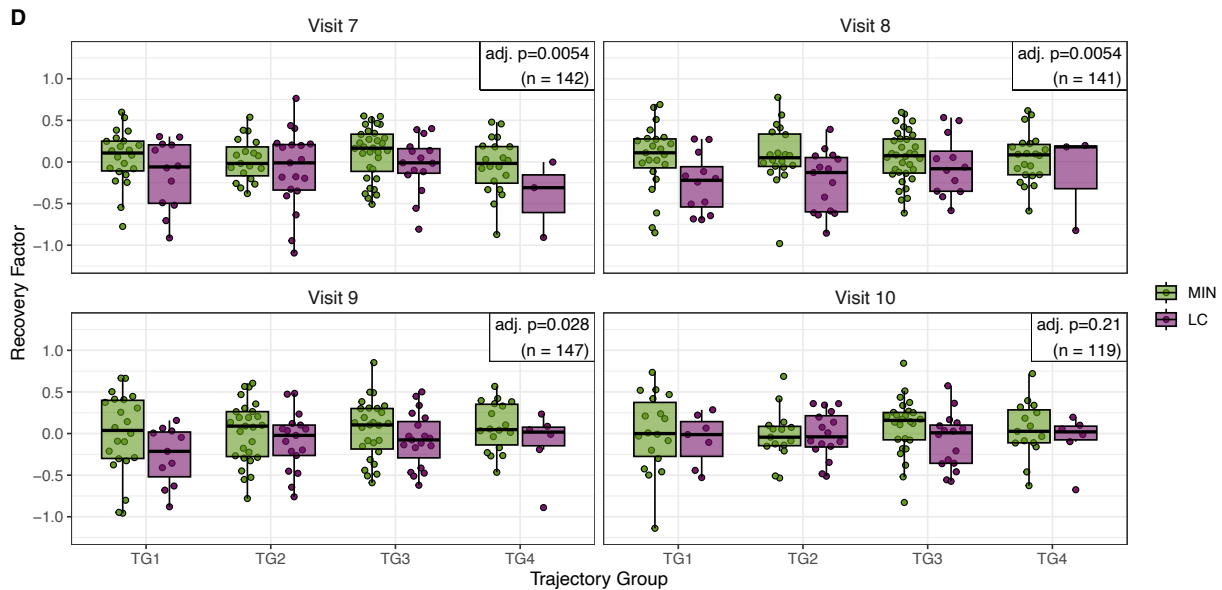 D
Visit 7
Visit 8
adj. p=0.0054
(n = 142)
adj. p=0.0054
(n = 141)
1.0
0.5
0.0
−0.5
−1.0
Recovery Factor
MIN
LC
Visit 9
Visit 10
adj. p=0.028
(n = 147)
adj. p=0.21
(n = 119)
1.0
0.5
0.0
−0.5
−1.0
TG1 TG2 TG3 TG4
TG1 TG2 TG3 TG4
Trajectory Group